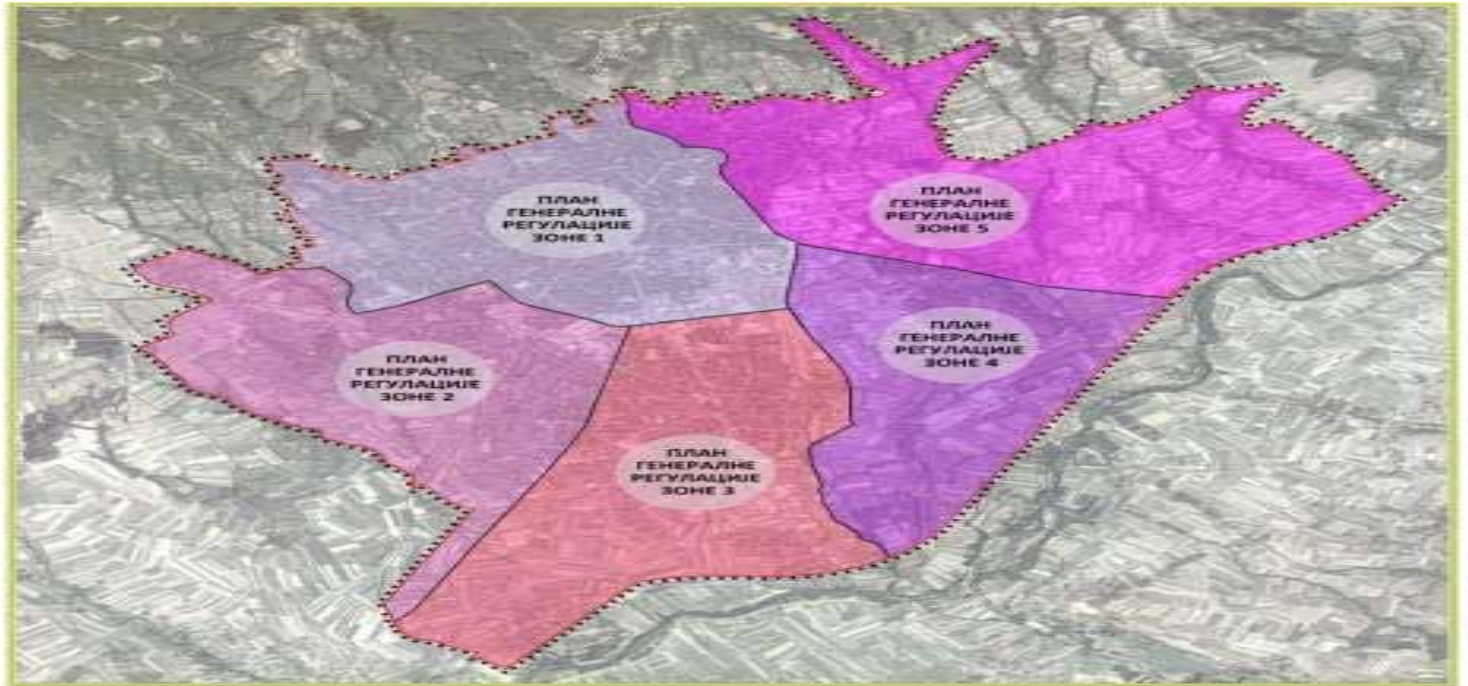 ПЛАН
ГЕНЕРАЛНЕ
РЕГУЛАЦИЈЕ
ЗОНЕ 1
ПЛАН
ГЕНЕРАЛНЕ
РЕГУЛАЦИЈЕ
ЗОНЕ 5
ПЛАН
ГЕНЕРАЛНЕ
РЕГУЛАЦИЈЕ
ЗОНЕ 2
ПЛАН
ГЕНЕРАЛНЕ
РЕГУЛАЦИЈЕ
ЗОНЕ 4
ПЛАН
ГЕНЕРАЛНЕ
РЕГУЛАЦИЈЕ
ЗОНЕ 3